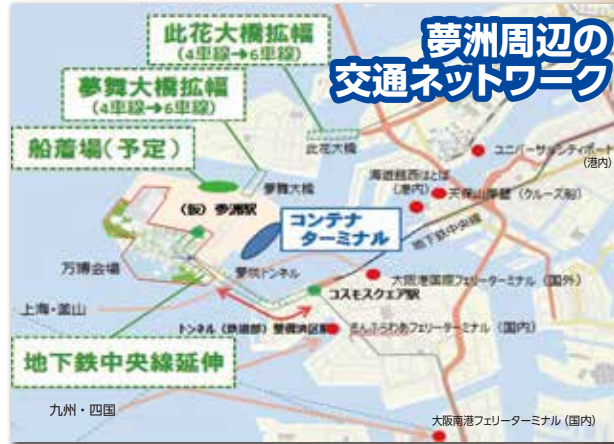 夢洲周辺の
交通ネットワーク
此花大橋拡幅
(4車線→6車線)
夢舞大橋拡幅
(4車線→6車線)
船着場(予定)
此花大橋
ユニバーサルシティポート
(港内)
海遊館西はとば
(港内)
天保山岸壁(クルーズ船)
夢舞大橋
(仮)夢洲駅
コンテナ
ターミナル
地下鉄中央線
万博会場
夢咲トンネル
大阪港国際フェリーターミナル(国外)
コスモスクェア駅
上海・釜山
トンネル(鉄道部)整備済区間
さんふらわあフェリーターミナル(国内)
地下鉄中央線延伸
九州・四国
大阪南港フェリーターミナル(国内)